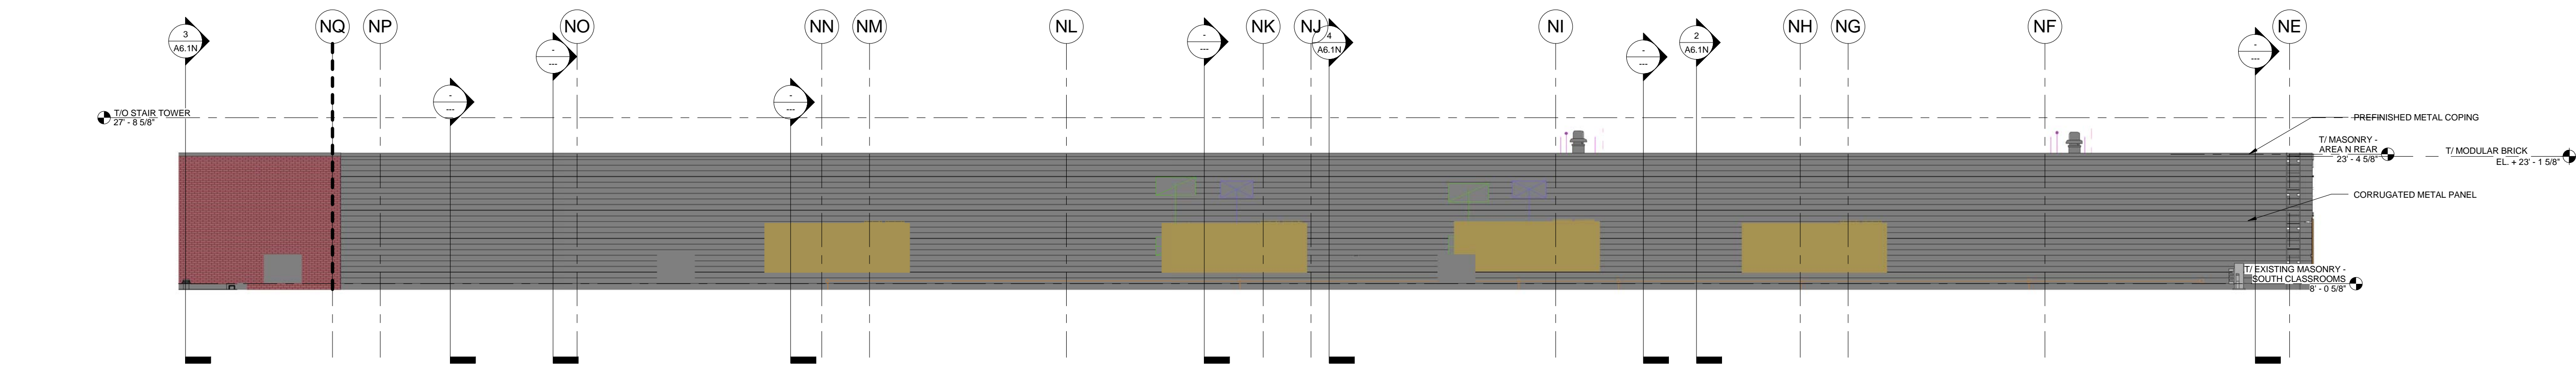 3
A6.1N
NQ
NP
-
---
-
---
NO
-
---
NN
NM
NL
-
---
NK
NJ
4
A6.1N
NI
-
---
2
A6.1N
NH
NG
NF
-
---
NE
T/O STAIR TOWER
27' - 8 5/8"
PREFINISHED METAL COPING
T/ MASONRY -
AREA N REAR
23' - 4 5/8"
T/ MODULAR BRICK
EL. + 23' - 1 5/8"
CORRUGATED METAL PANEL
T/ EXISTING MASONRY -
SOUTH CLASSROOMS
8' - 0 5/8"